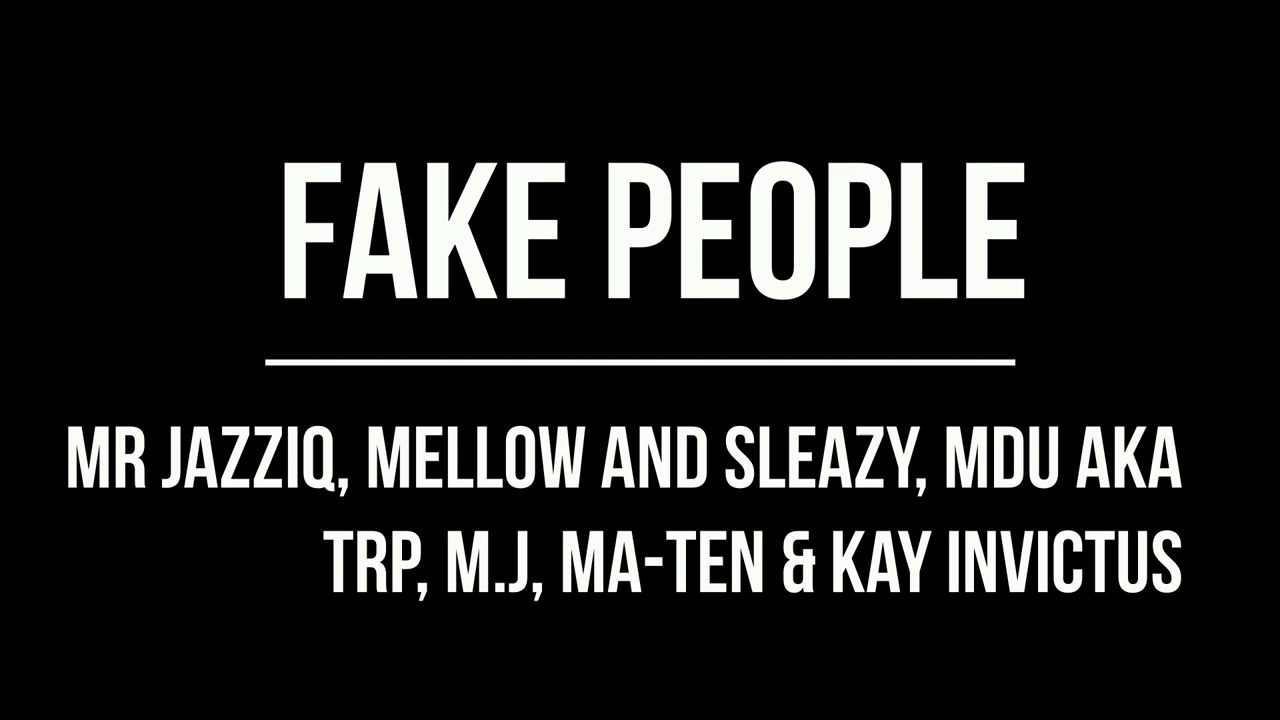 FAKE PEOPLE
MR JAZZIQ, MELLOW AND SLEAZY, MDU AKA
TRP, M.J, MA-TEN & KAY INVICTUS